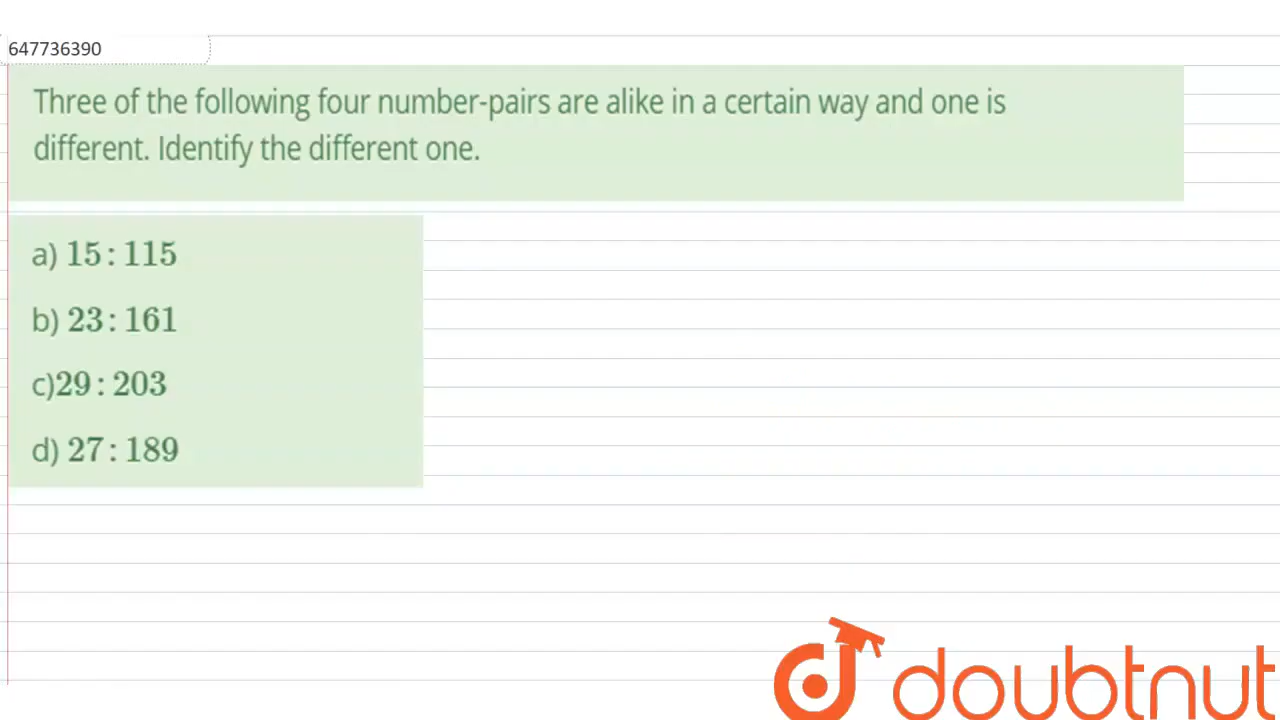 647736390
Three of the following four number-pairs are alike in a certain way and one is
different. Identify the different one.
a) 15 : 115
b) 23 : 161
c)29 : 203
d) 27 : 189
doubtnut